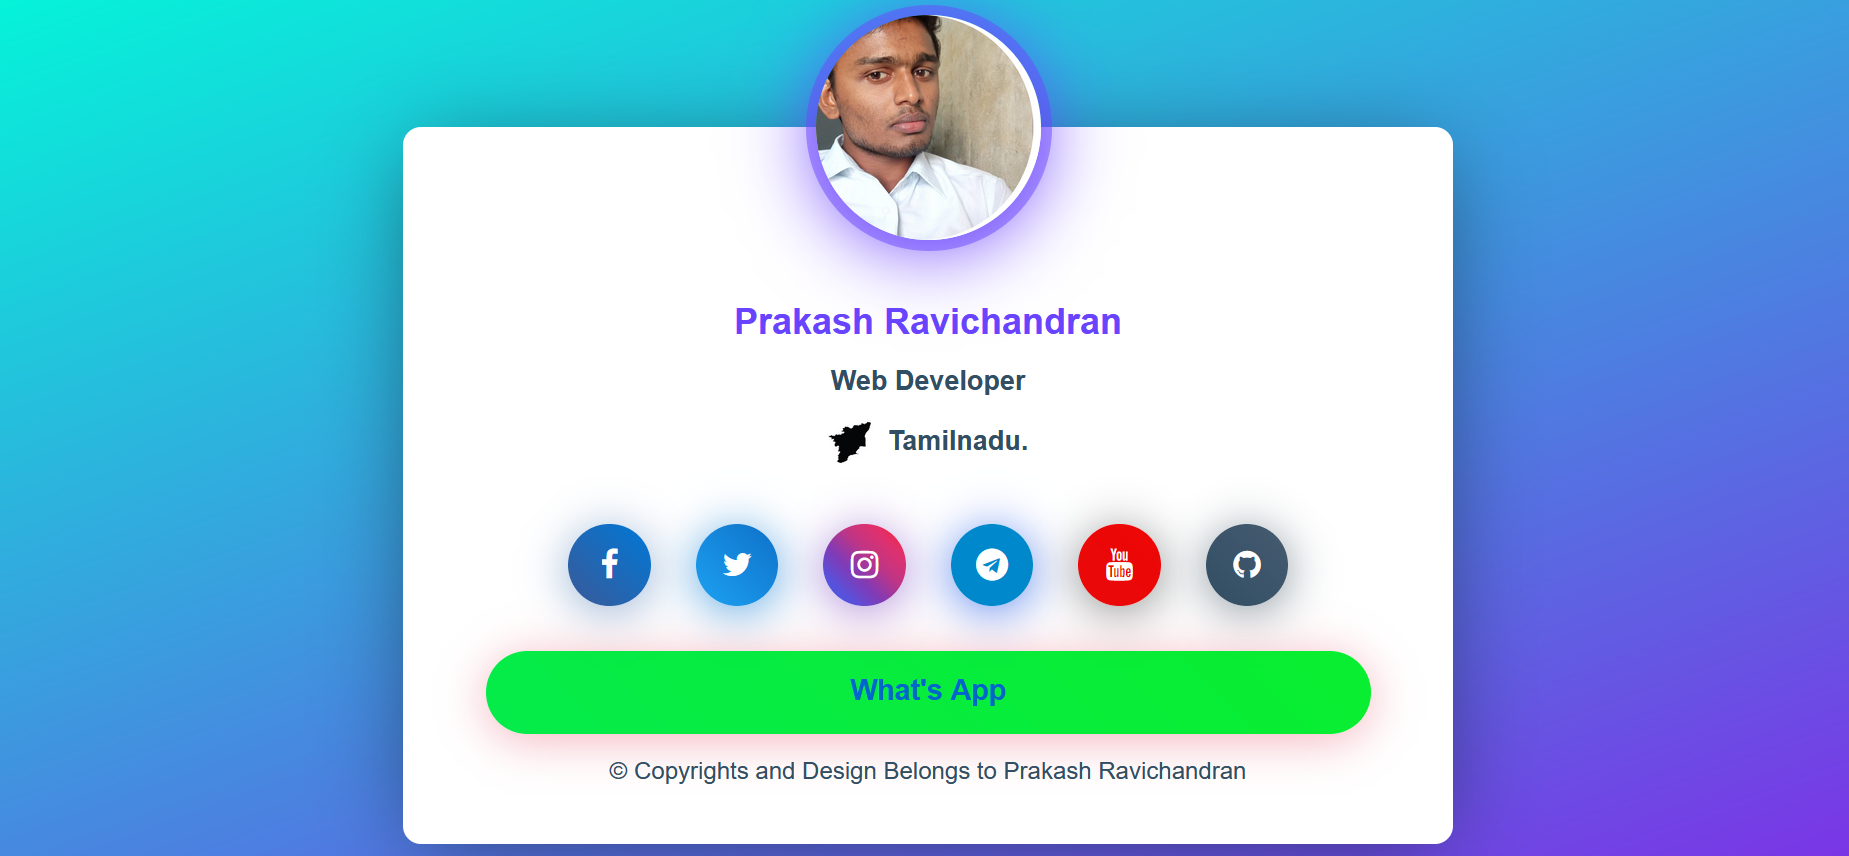 Prakash Ravichandran
Web Developer
Tamilnadu.
You
Tube
What's App
© Copyrights and Design Belongs to Prakash Ravichandran